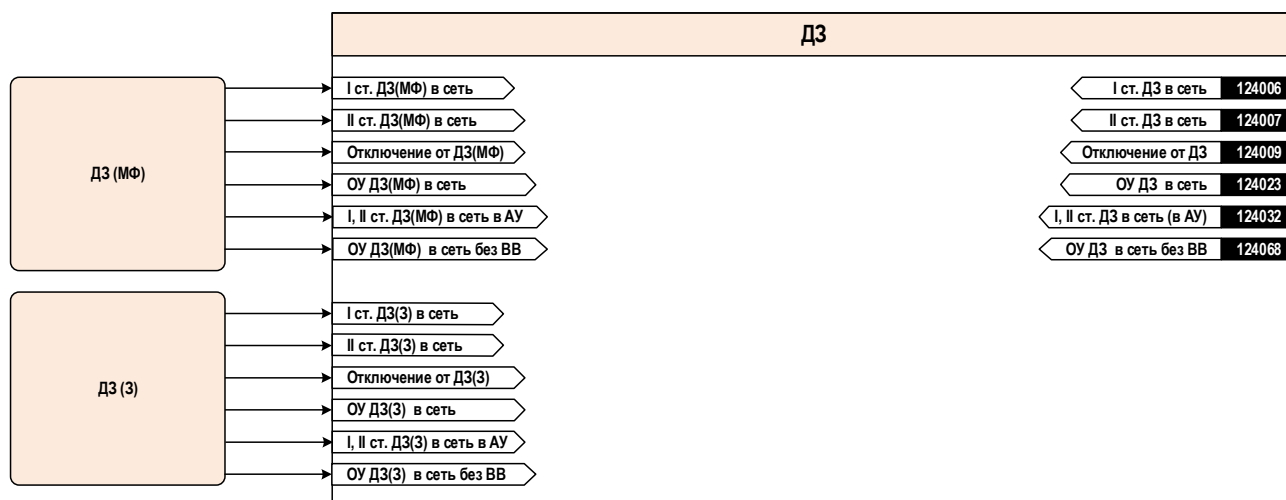 ДЗ
ДЗ (МФ)
I ст. ДЗ(МФ) в сеть
II ст. ДЗ(МФ) в сеть
Отключение от ДЗ(МФ)
ОУ ДЗ(МФ) в сеть
I, II ст. ДЗ(МФ) в сеть в АУ
ОУ ДЗ(МФ) в сеть без ВВ
I ст. ДЗ в сеть 124006
II ст. ДЗ в сеть 124007
Отключение от ДЗ 124009
ОУ ДЗ в сеть 124023
I, II ст. ДЗ в сеть (в АУ) 124032
ОУ ДЗ в сеть без ВВ 124068
ДЗ (З)
I ст. ДЗ(З) в сеть
II ст. ДЗ(З) в сеть
Отключение от ДЗ(З)
ОУ ДЗ(З) в сеть
I, II ст. ДЗ(З) в сеть в АУ
ОУ ДЗ(З) в сеть без ВВ